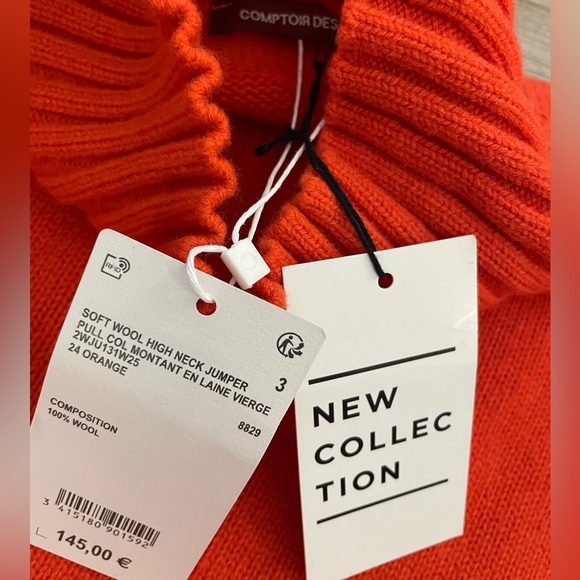 COMPTOIR DES
RFID
SOFT WOOL HIGH NECK JUMPER
PULL COL MONTANT EN LAINE VIERGE
2WJU131W25
24 ORANGE
3
8829
COMPOSITION
100% WOOL
3 415180 901592
145,00 €
NEW
COLLEC
TION